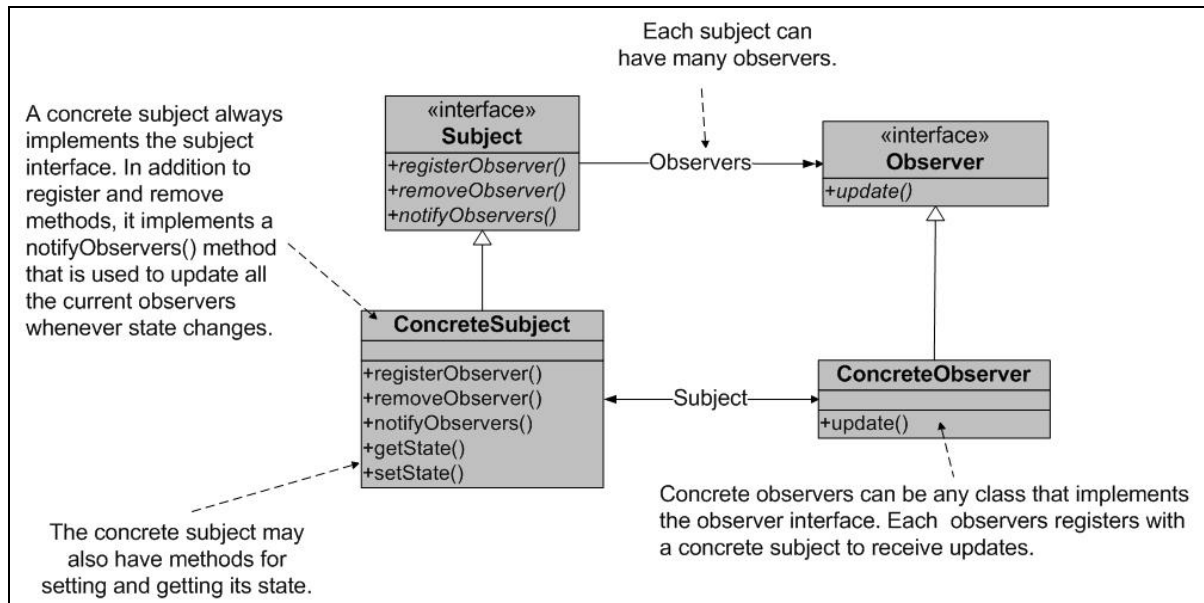 Each subject can
have many observers.
A concrete subject always
implements the subject
interface. In addition to
register and remove
methods, it implements a
notifyObservers() method
that is used to update all
the current observers
whenever state changes.
«interface»
Subject
+registerObserver()
+removeObserver()
+notifyObservers()
Observers
«interface»
Observer
+update()
ConcreteSubject
+registerObserver()
+removeObserver()
+notifyObservers()
+getState()
+setState()
Subject
ConcreteObserver
+update()
The concrete subject may
also have methods for
setting and getting its state.
Concrete observers can be any class that implements
the observer interface. Each  observers registers with
a concrete subject to receive updates.